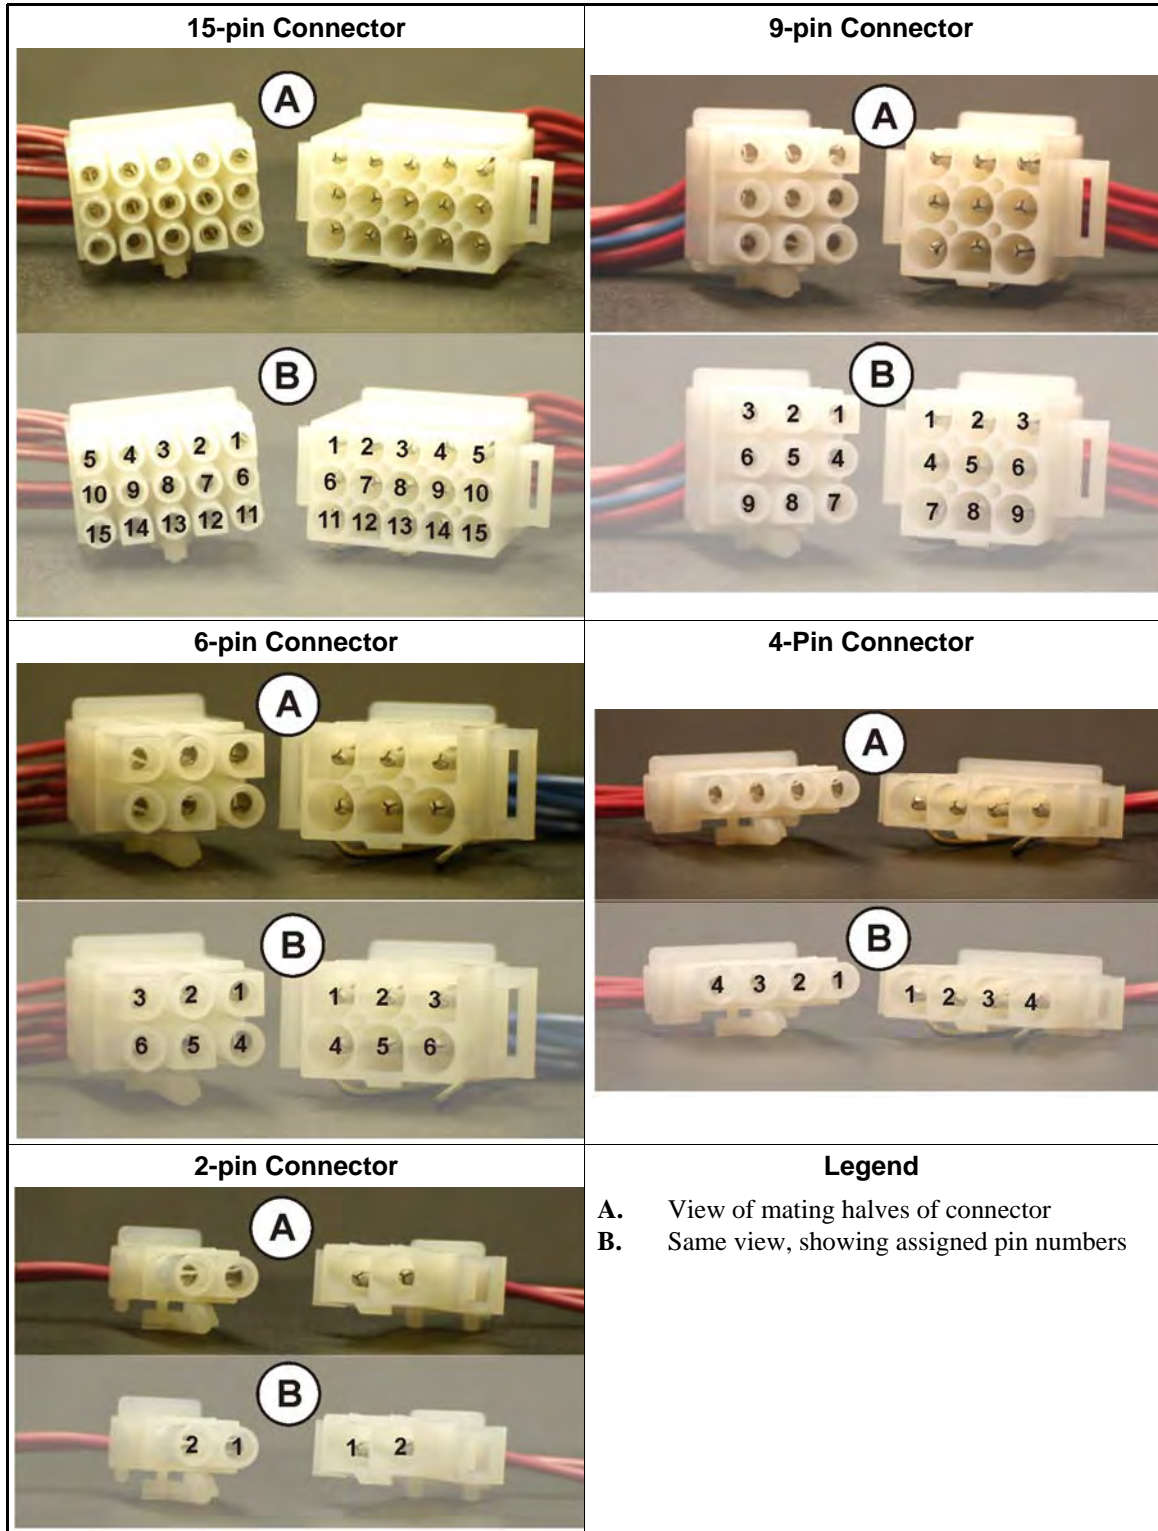 15-pin Connector
A
B
5 4 3 2 1
10 9 8 7 6
15 14 13 12 11
1 2 3 4 5
6 7 8 9 10
11 12 13 14 15
9-pin Connector
A
B
3 2 1
6 5 4
9 8 7
1 2 3
4 5 6
7 8 9
6-pin Connector
A
B
3 2 1
6 5 4
1 2 3
4 5 6
4-Pin Connector
A
B
4 3 2 1
1 2 3 4
2-pin Connector
A
B
2 1
1 2
Legend
A. View of mating halves of connector
B. Same view, showing assigned pin numbers